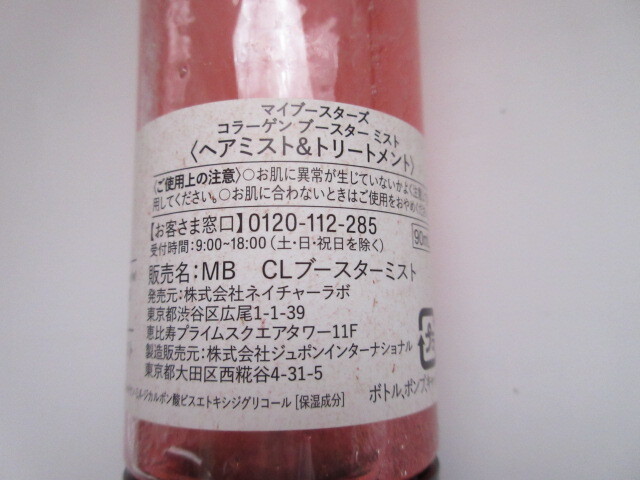 マイブースターズ
コラーゲン ブースター ミスト
〈ヘアミスト&トリートメント〉
〈ご使用上の注意〉○お肌に異常が生じていないかよく注意
用してください。○お肌に合わないときはご使用をおやめくだ
【お客さま窓口】0120-112-285
受付時間:9:00~18:00(土・日・祝日を除く)
90m
販売名:MB CLブースターミスト
発売元:株式会社ネイチャーラボ
東京都渋谷区広尾1-1-39
恵比寿プライムスクエアタワー11F
製造販売元:株式会社ジュポンインターナショナル
東京都大田区西糀谷4-31-5
プラ
ボトル、ポンプ、キャ
ジカルボン酸ビスエトキシジグリコール [保湿成分]